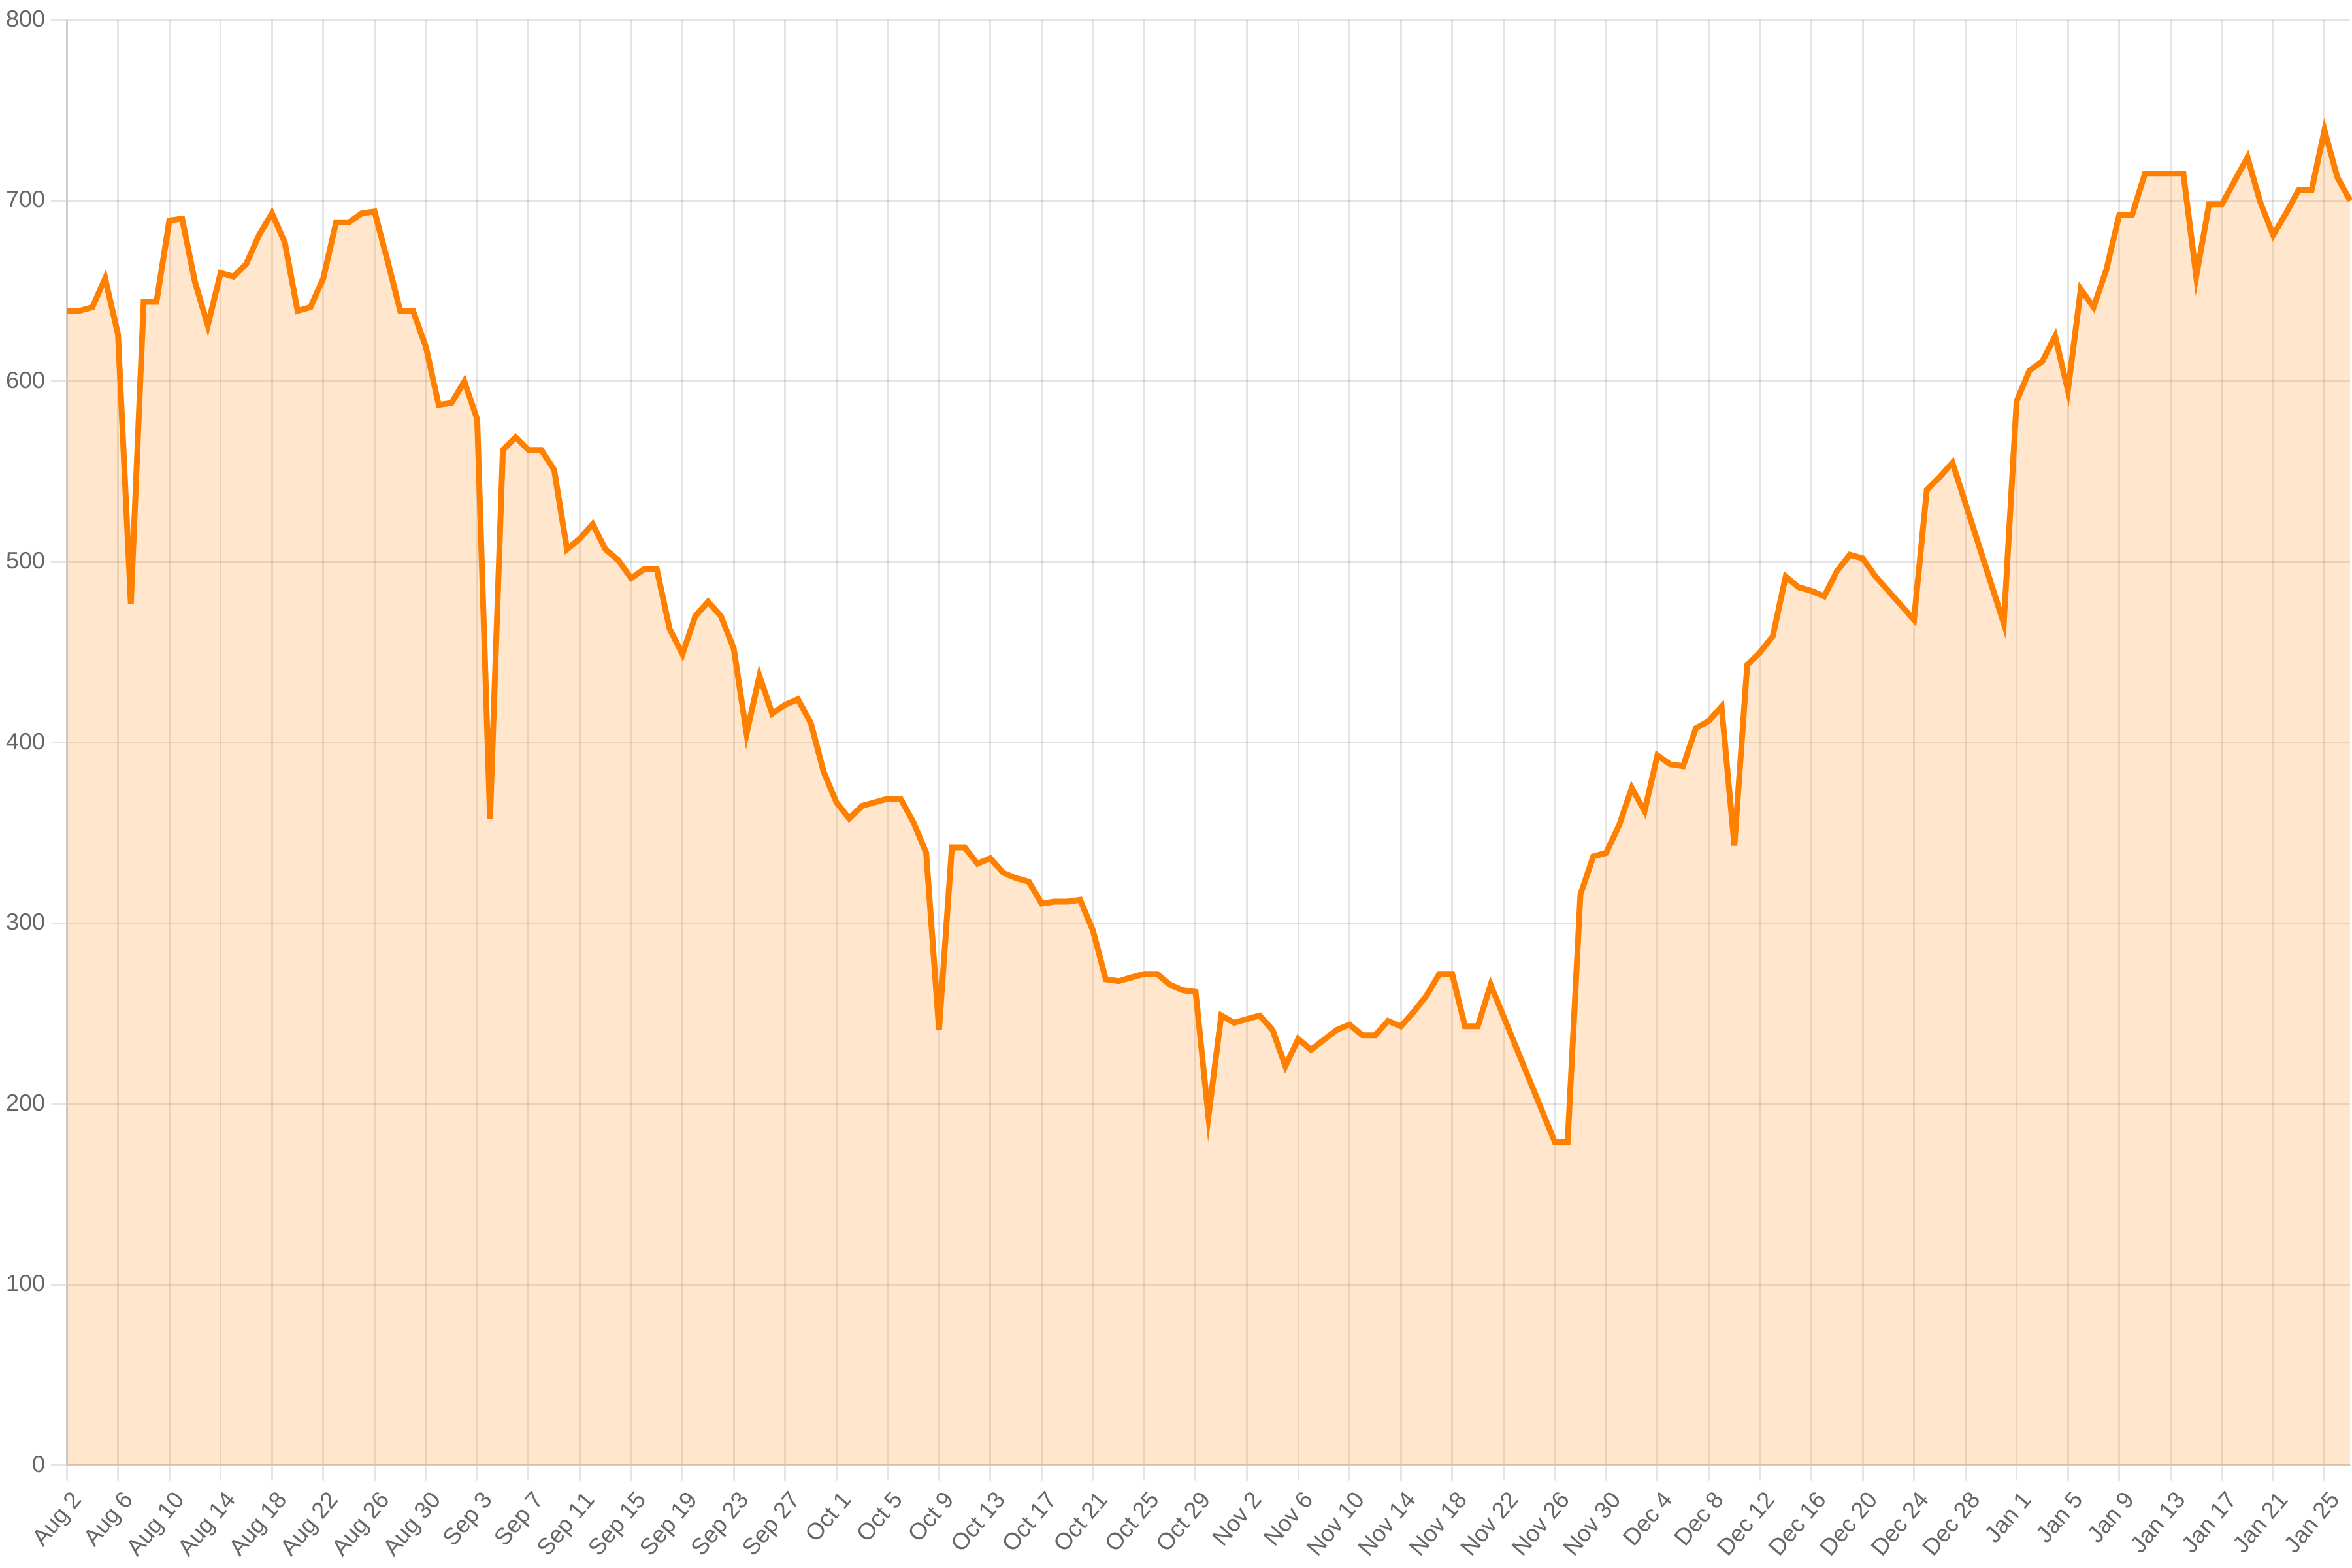 800
700
600
500
400
300
200
100
0
Aug 2
Aug 6
Aug 10
Aug 14
Aug 18
Aug 22
Aug 26
Aug 30
Sep 3
Sep 7
Sep 11
Sep 15
Sep 19
Sep 23
Sep 27
Oct 1
Oct 5
Oct 9
Oct 13
Oct 17
Oct 21
Oct 25
Oct 29
Nov 2
Nov 6
Nov 10
Nov 14
Nov 18
Nov 22
Nov 26
Nov 30
Dec 4
Dec 8
Dec 12
Dec 16
Dec 20
Dec 24
Dec 28
Jan 1
Jan 5
Jan 9
Jan 13
Jan 17
Jan 21
Jan 25